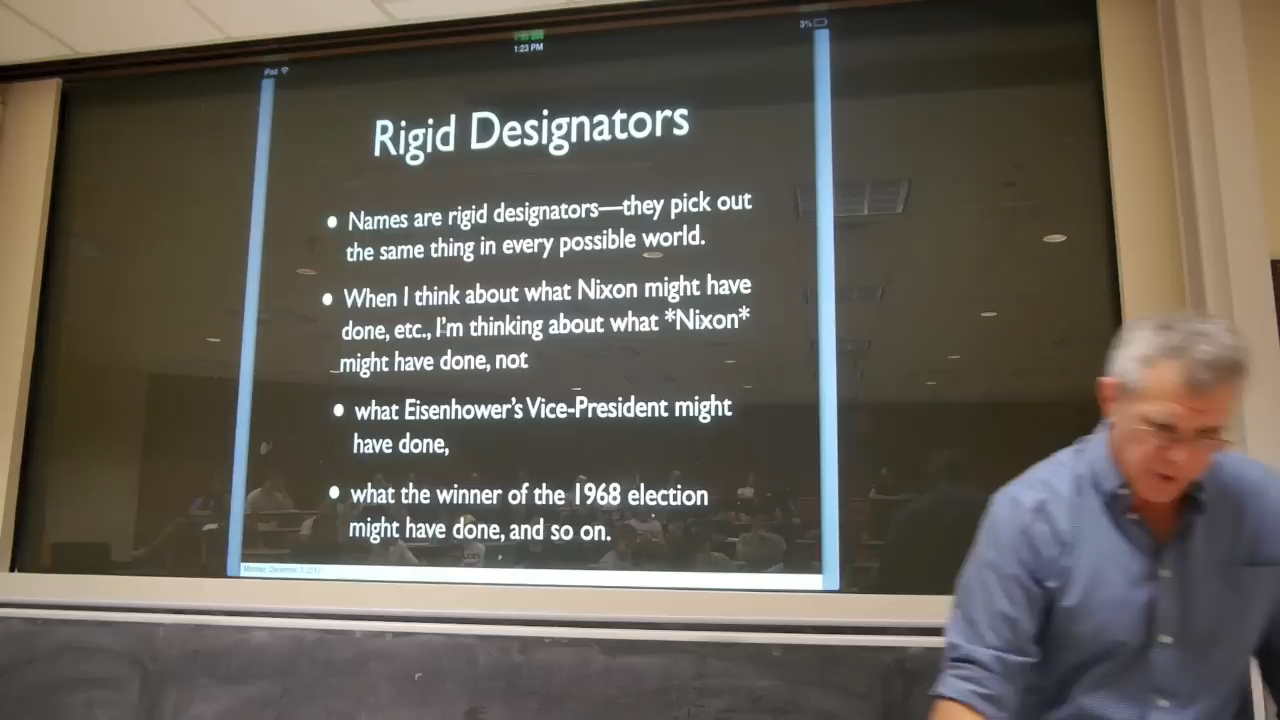 3%
1:23 PM
iPad
Rigid Designators
• Names are rigid designators—they pick out
the same thing in every possible world.
• When I think about what Nixon might have
done, etc., I'm thinking about what *Nixon*
might have done, not
• what Eisenhower's Vice-President might
have done,
• what the winner of the 1968 election
might have done, and so on.
Monday, December